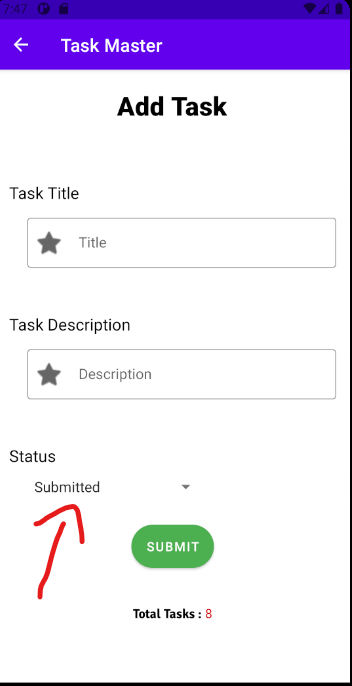 7:47
Task Master
Add Task
Task Title
Title
Task Description
Description
Status
Submitted
SUBMIT
Total Tasks : 8